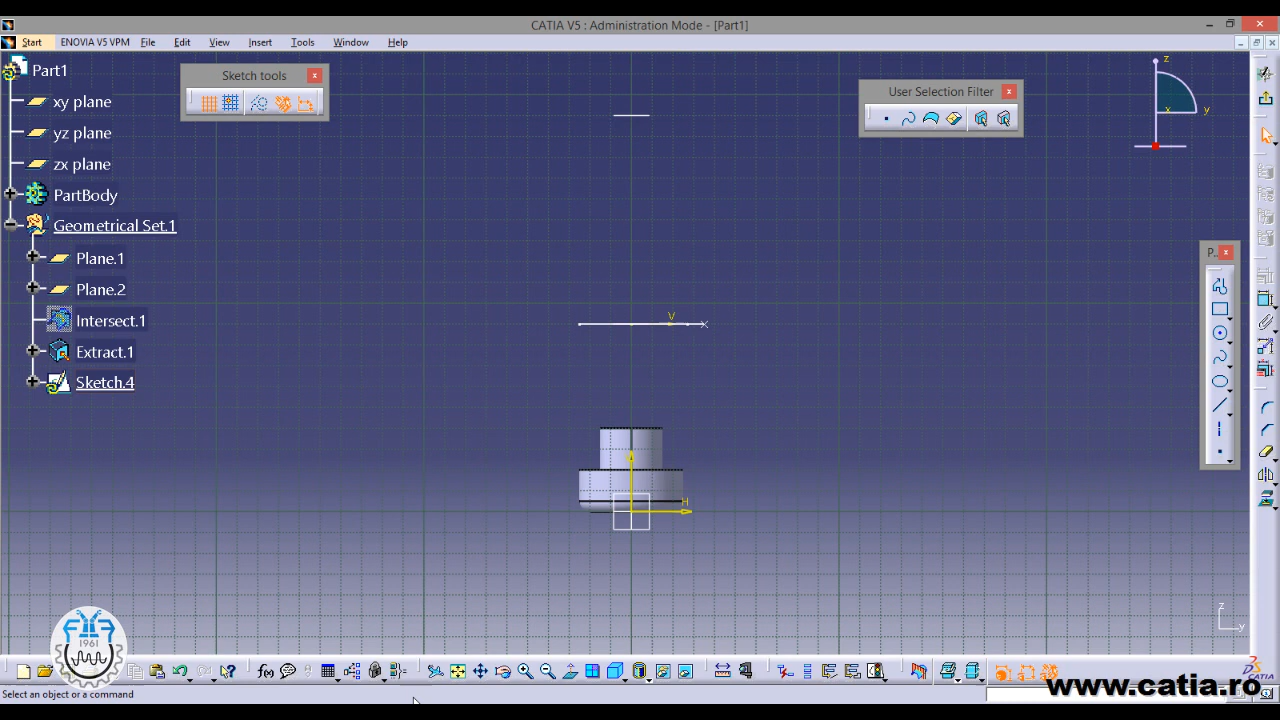 CATIA V5 : Administration Mode - [Part1]
Start ENOVIA V5 VPM File Edit View Insert Tools Window Help
Part1
xy plane
yz plane
zx plane
PartBody
Geometrical Set.1
Plane.1
Plane.2
Intersect.1
Extract.1
Sketch.4
Sketch tools
User Selection Filter
z
x
y
P...
V
H
z
y
1961
Select an object or a command
CATIA
www.catia.ro